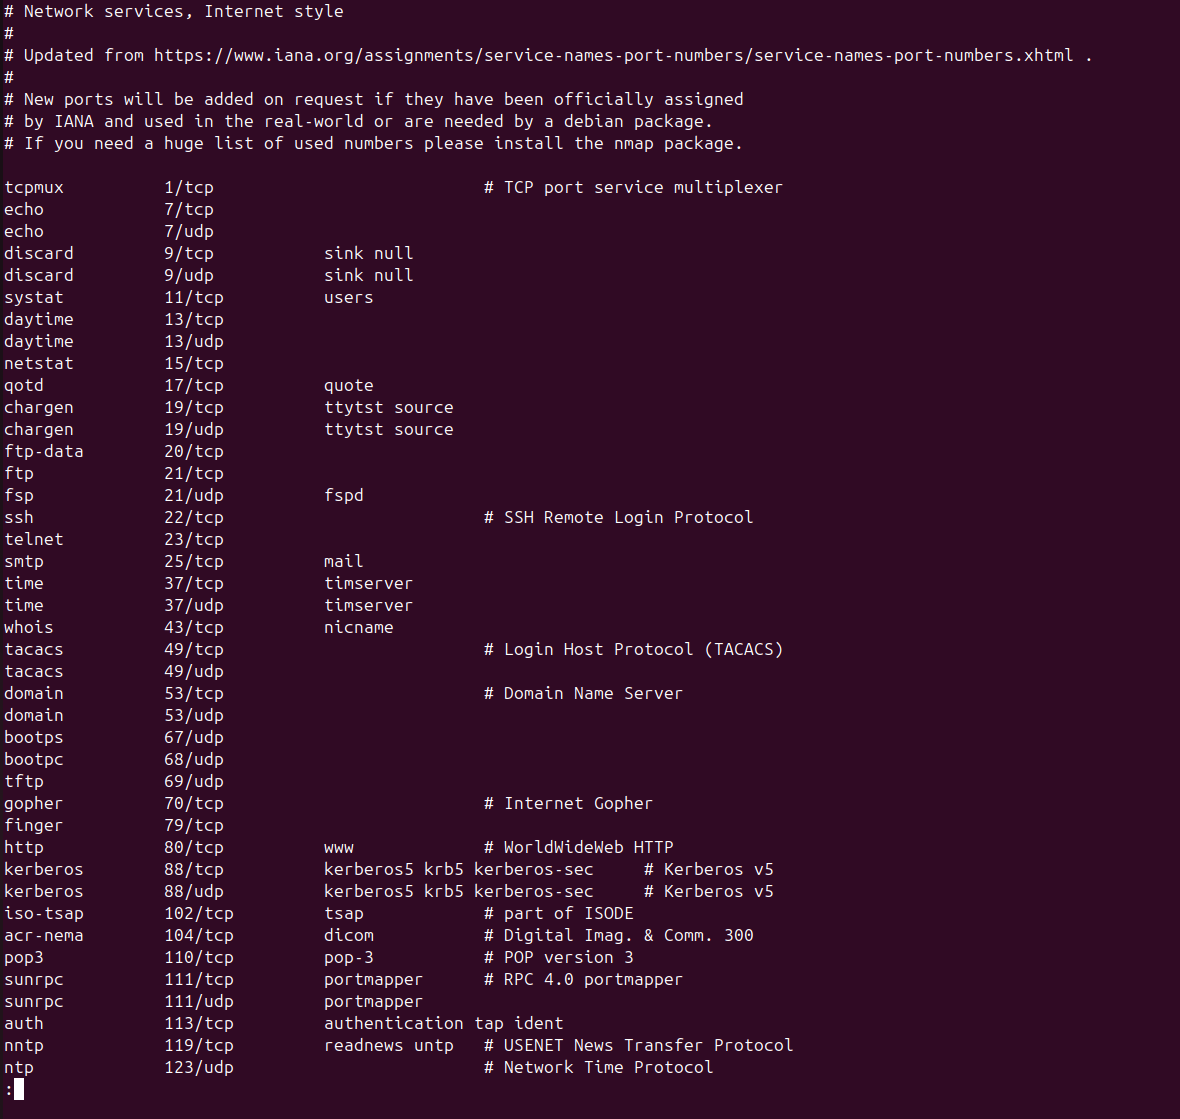 # Network services, Internet style
#
# Updated from https://www.iana.org/assignments/service-names-port-numbers/service-names-port-numbers.xhtml .
#
# New ports will be added on request if they have been officially assigned
# by IANA and used in the real-world or are needed by a debian package.
# If you need a huge list of used numbers please install the nmap package.

tcpmux          1/tcp                           # TCP port service multiplexer
echo            7/tcp
echo            7/udp
discard         9/tcp           sink null
discard         9/udp           sink null
systat          11/tcp          users
daytime         13/tcp
daytime         13/udp
netstat         15/tcp
qotd            17/tcp          quote
chargen         19/tcp          ttytst source
chargen         19/udp          ttytst source
ftp-data        20/tcp
ftp             21/tcp
fsp             21/udp          fspd
ssh             22/tcp                          # SSH Remote Login Protocol
telnet          23/tcp
smtp            25/tcp          mail
time            37/tcp          timserver
time            37/udp          timserver
whois           43/tcp          nicname
tacacs          49/tcp                          # Login Host Protocol (TACACS)
tacacs          49/udp
domain          53/tcp                          # Domain Name Server
domain          53/udp
bootps          67/udp
bootpc          68/udp
tftp            69/udp
gopher          70/tcp                          # Internet Gopher
finger          79/tcp
http            80/tcp          www             # WorldWideWeb HTTP
kerberos        88/tcp          kerberos5 krb5 kerberos-sec     # Kerberos v5
kerberos        88/udp          kerberos5 krb5 kerberos-sec     # Kerberos v5
iso-tsap        102/tcp         tsap            # part of ISODE
acr-nema        104/tcp         dicom           # Digital Imag. & Comm. 300
pop3            110/tcp         pop-3           # POP version 3
sunrpc          111/tcp         portmapper      # RPC 4.0 portmapper
sunrpc          111/udp         portmapper
auth            113/tcp         authentication tap ident
nntp            119/tcp         readnews untp   # USENET News Transfer Protocol
ntp             123/udp                         # Network Time Protocol
: